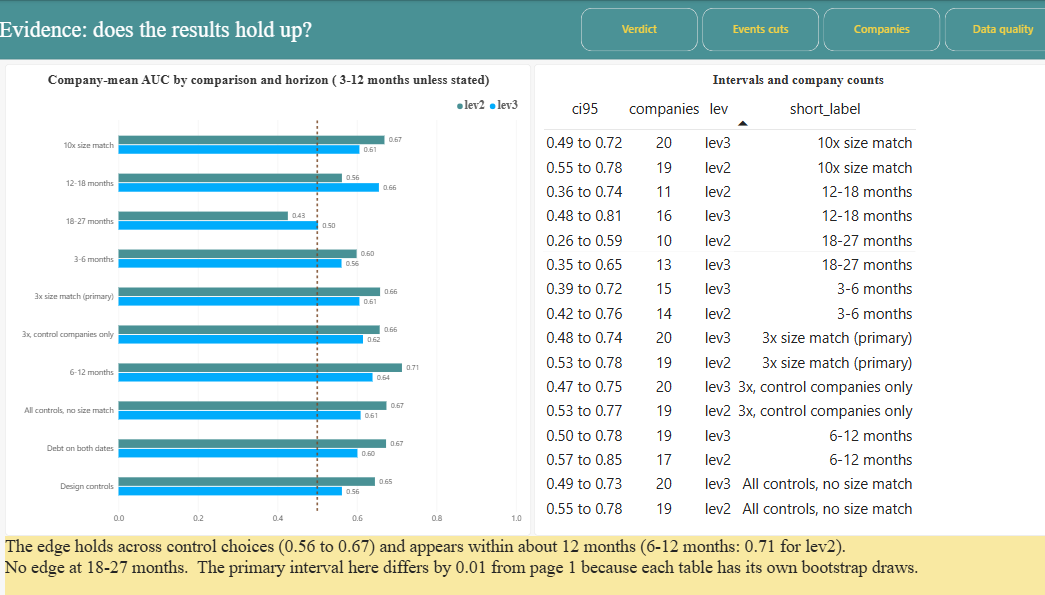 Evidence: does the results hold up?
Verdict
Events cuts
Companies
Data quality
Company-mean AUC by comparison and horizon ( 3-12 months unless stated)
lev2 lev3
10x size match 0.67 0.61
12-18 months 0.56 0.66
18-27 months 0.43 0.50
3-6 months 0.60 0.56
3x size match (primary) 0.66 0.61
3x, control companies only 0.66 0.62
6-12 months 0.71 0.64
All controls, no size match 0.67 0.61
Debt on both dates 0.67 0.60
Design controls 0.65 0.56
0.0 0.2 0.4 0.6 0.8 1.0
Intervals and company counts
ci95 companies lev short_label
0.49 to 0.72 20 lev3 10x size match
0.55 to 0.78 19 lev2 10x size match
0.36 to 0.74 11 lev2 12-18 months
0.48 to 0.81 16 lev3 12-18 months
0.26 to 0.59 10 lev2 18-27 months
0.35 to 0.65 13 lev3 18-27 months
0.39 to 0.72 15 lev3 3-6 months
0.42 to 0.76 14 lev2 3-6 months
0.48 to 0.74 20 lev3 3x size match (primary)
0.53 to 0.78 19 lev2 3x size match (primary)
0.47 to 0.75 20 lev3 3x, control companies only
0.53 to 0.77 19 lev2 3x, control companies only
0.50 to 0.78 19 lev3 6-12 months
0.57 to 0.85 17 lev2 6-12 months
0.49 to 0.73 20 lev3 All controls, no size match
0.55 to 0.78 19 lev2 All controls, no size match
The edge holds across control choices (0.56 to 0.67) and appears within about 12 months (6-12 months: 0.71 for lev2).
No edge at 18-27 months. The primary interval here differs by 0.01 from page 1 because each table has its own bootstrap draws.